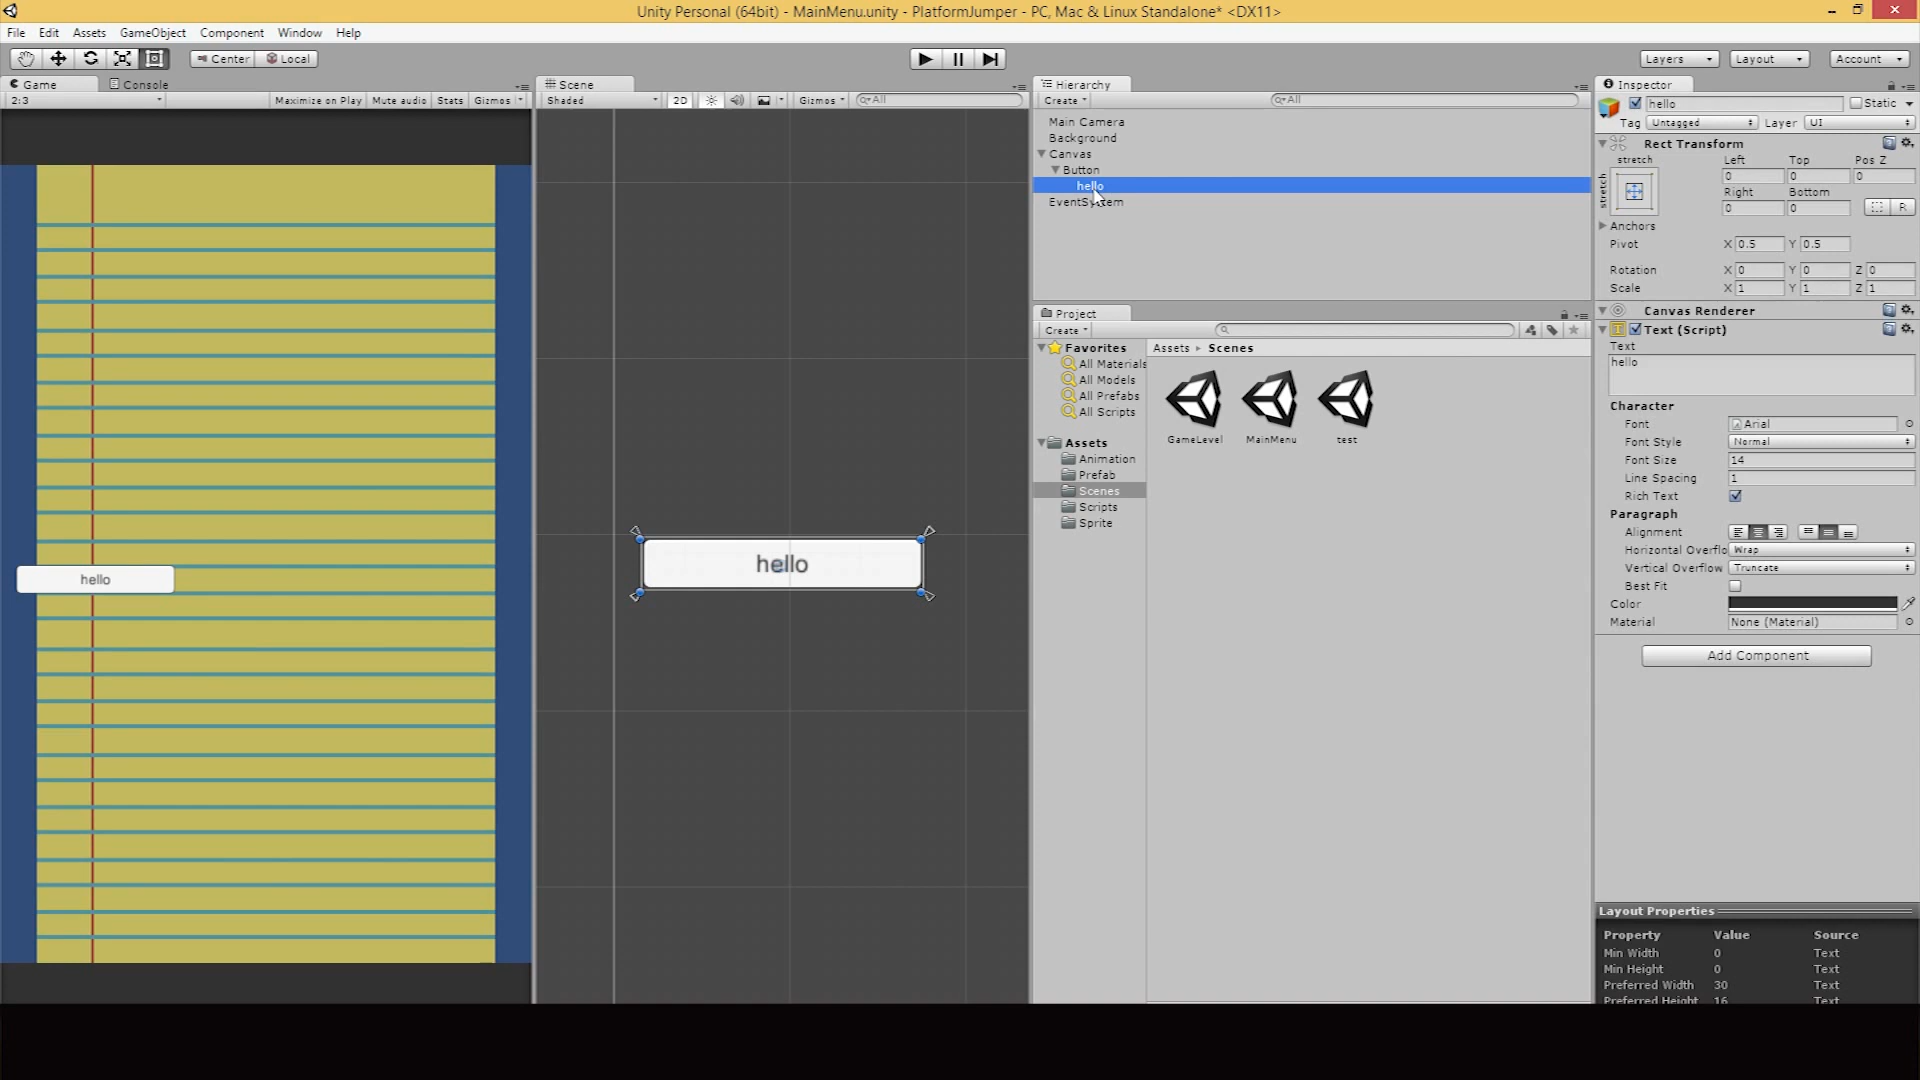 Unity Personal (64bit) - MainMenu.unity - PlatformJumper - PC, Mac & Linux Standalone* <DX11>
File Edit Assets GameObject Component Window Help
Center Local Layers Layout Account
Game Console
2:3 Maximize on Play Mute audio Stats Gizmos
hello
Scene
Shaded 2D Gizmos All
hello
Hierarchy
Create All
Main Camera
Background
Canvas
Button
hello
EventSystem
Project
Create
Favorites
All Materials
All Models
All Prefabs
All Scripts
Assets
Animation
Prefab
Scenes
Scripts
Sprite
Assets Scenes
GameLevel MainMenu test
Inspector
hello Static
Tag Untagged Layer UI
Rect Transform
stretch Left Top Pos Z
stretch
0 0 0
Right Bottom
0 0 R
Anchors
Pivot X 0.5 Y 0.5
Rotation X 0 Y 0 Z 0
Scale X 1 Y 1 Z 1
Canvas Renderer
Text (Script)
Text
hello
Character
Font Arial
Font Style Normal
Font Size 14
Line Spacing 1
Rich Text
Paragraph
Alignment
Horizontal Overflo Wrap
Vertical Overflow Truncate
Best Fit
Color
Material None (Material)
Add Component
Layout Properties
Property Value Source
Min Width 0 Text
Min Height 0 Text
Preferred Width 30 Text
Preferred Height 16 Text